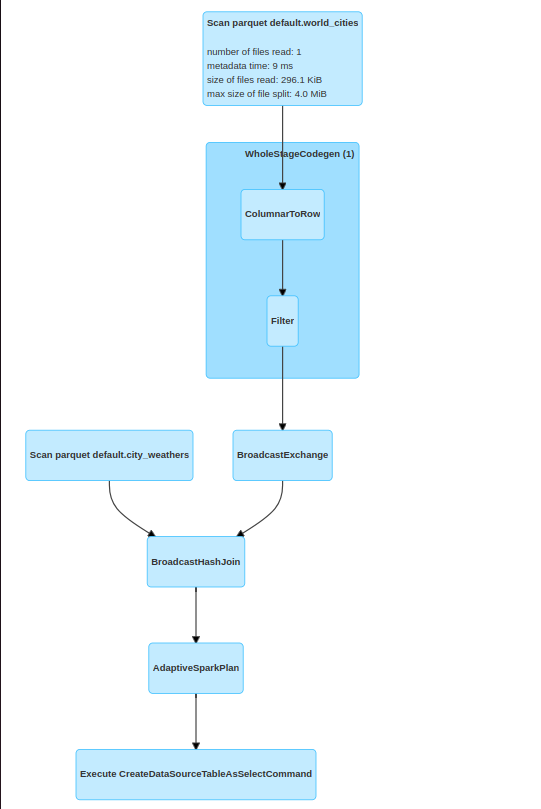 Scan parquet default.world_cities
number of files read: 1
metadata time: 9 ms
size of files read: 296.1 KiB
max size of file split: 4.0 MiB
WholeStageCodegen (1)
ColumnarToRow
Filter
Scan parquet default.city_weathers
BroadcastExchange
BroadcastHashJoin
AdaptiveSparkPlan
Execute CreateDataSourceTableAsSelectCommand